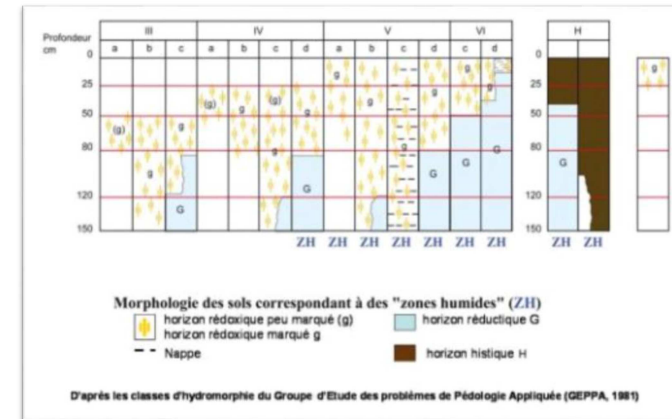 III IV V VI H
Profondeur
cm
a b c a b c d a b c d c d
0 0
g g g g
25 25
(g) g (g) g g g g
50 50
(g) g g
80 80
g g g G G G
G G
120 120
G
150 150
ZH ZH ZH ZH ZH ZH ZH ZH ZH
Morphologie des sols correspondant à des "zones humides" (ZH)
horizon rédoxique peu marqué (g) horizon réductique G
horizon rédoxique marqué g
Nappe horizon histique H
D'après les classes d'hydromorphie du Groupe d'Etude des problèmes de Pédologie Appliquée (GEPPA, 1981)